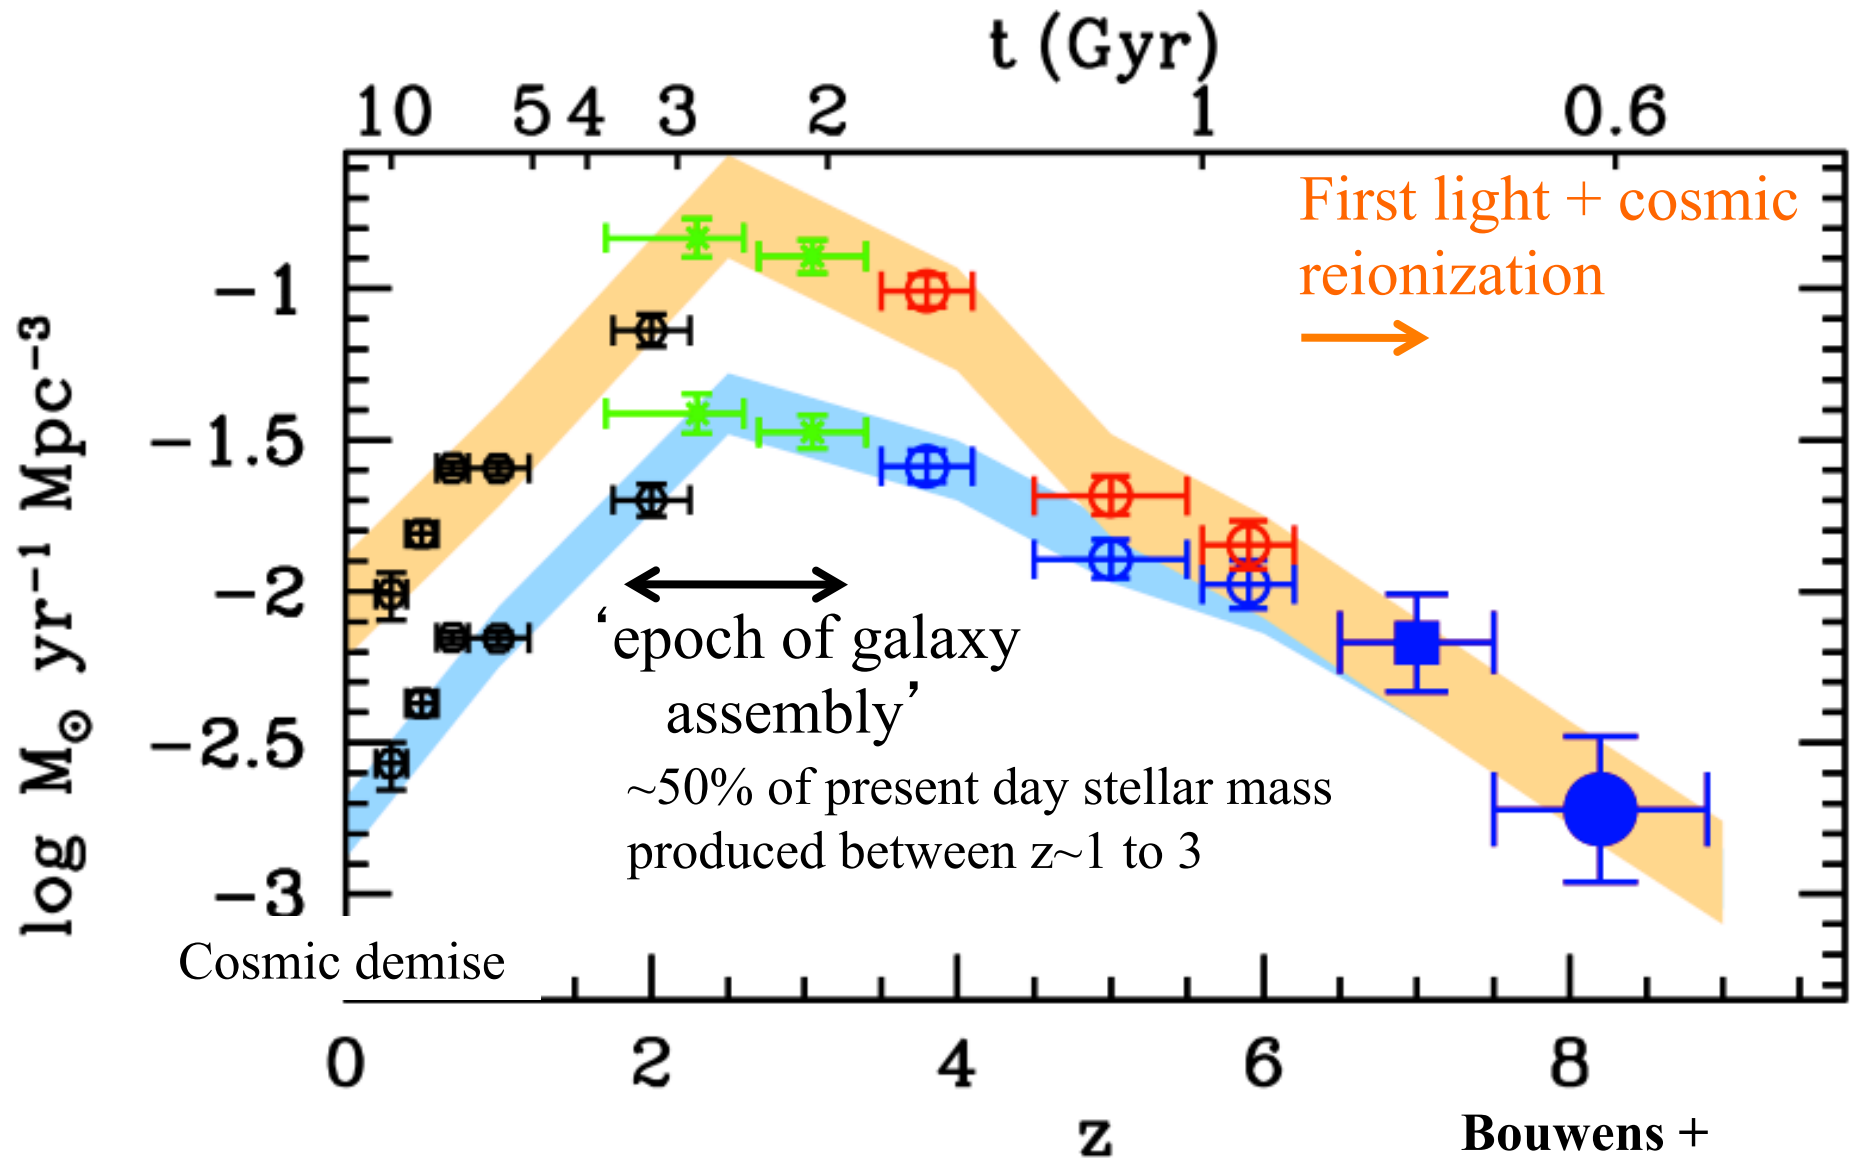 t (Gyr)
10 5 4 3 2 1 0.6
First light + cosmic
reionization
−1
−1.5
−2
−2.5
−3
log M⊙ yr⁻¹ Mpc⁻³
‘epoch of galaxy
assembly’
~50% of present day stellar mass
produced between z~1 to 3
Cosmic demise
0 2 4 6 8
z
Bouwens +